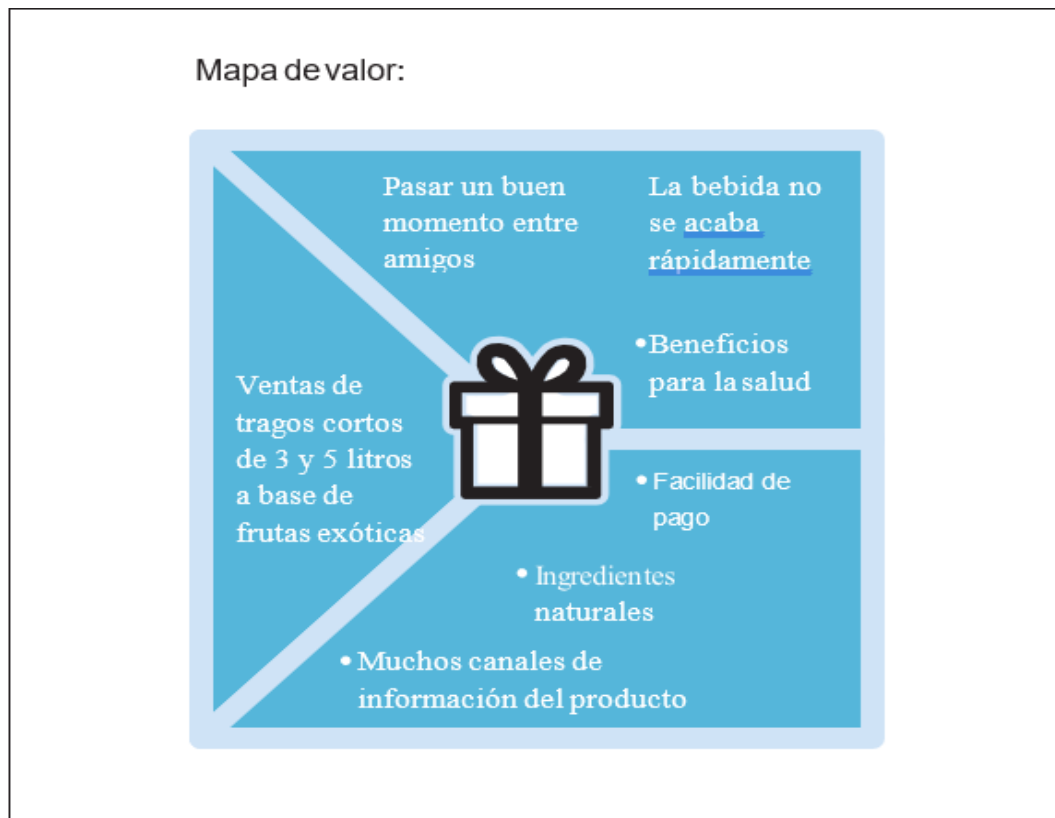 Mapa de valor:
Pasar un buen
momento entre
amigos
La bebida no
se acaba
rápidamente
•Beneficios
para la salud
Ventas de
tragos cortos
de 3 y 5 litros
a base de
frutas exóticas
• Facilidad de
pago
• Ingredientes
naturales
• Muchos canales de
información del producto